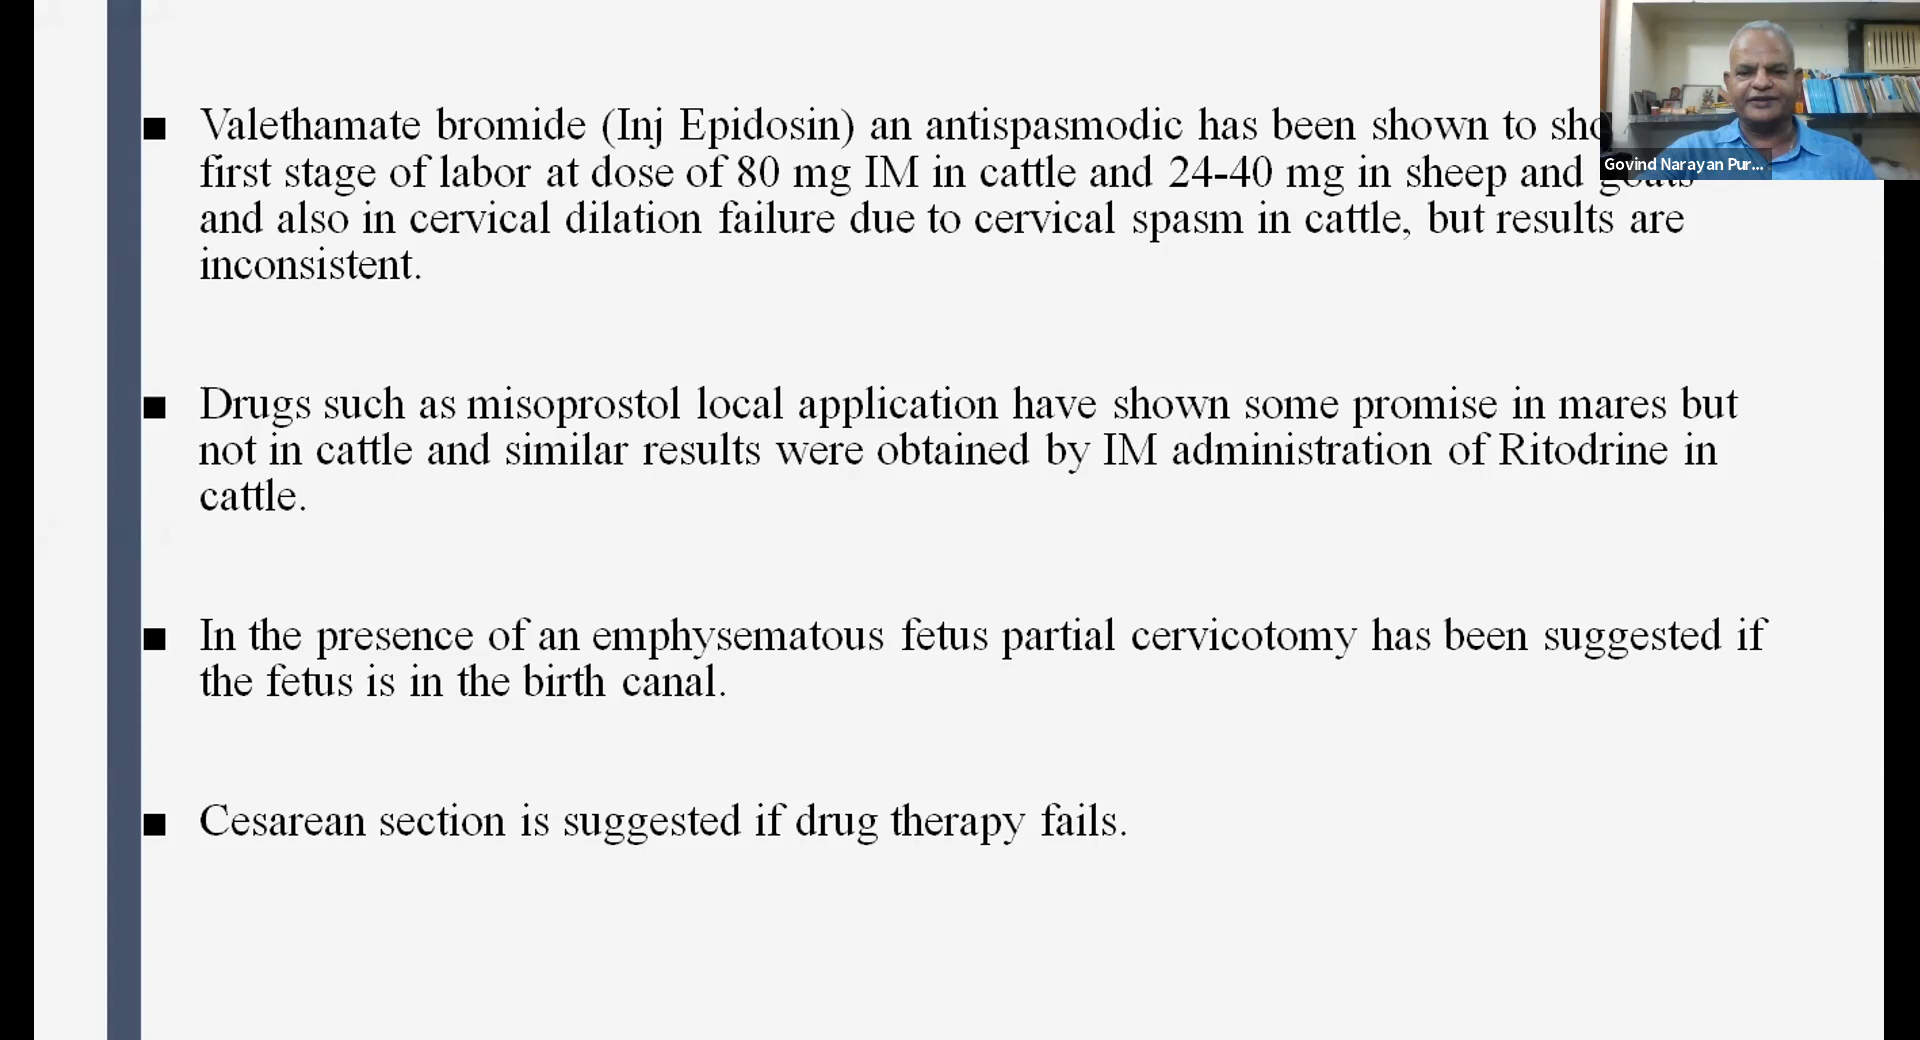 ■ Valethamate bromide (Inj Epidosin) an antispasmodic has been shown to
first stage of labor at dose of 80 mg IM in cattle and 24-40 mg in sheep and goats
and also in cervical dilation failure due to cervical spasm in cattle, but results are
inconsistent.
■ Drugs such as misoprostol local application have shown some promise in mares but
not in cattle and similar results were obtained by IM administration of Ritodrine in
cattle.
■ In the presence of an emphysematous fetus partial cervicotomy has been suggested if
the fetus is in the birth canal.
■ Cesarean section is suggested if drug therapy fails.
Govind Narayan Pur...